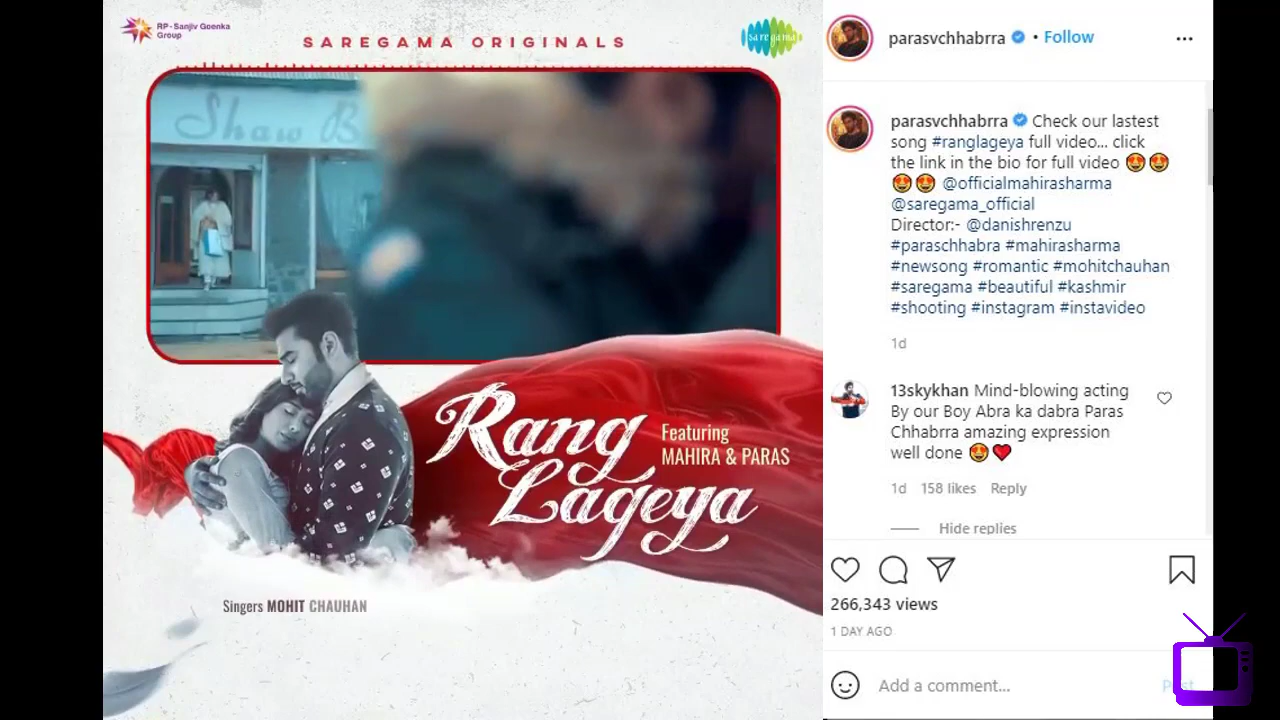 RP - Sanjiv Goenka
Group
SAREGAMA ORIGINALS
saregama
Shaw B
Rang
Lageya
Featuring
MAHIRA & PARAS
Singers MOHIT CHAUHAN
parasvchhabrra • Follow
parasvchhabrra Check our lastest
song #ranglageya full video... click
the link in the bio for full video 😍😍
😍😍 @officialmahirasharma
@saregama_official
Director:- @danishrenzu
#paraschhabra #mahirasharma
#newsong #romantic #mohitchauhan
#saregama #beautiful #kashmir
#shooting #instagram #instavideo
1d
13skykhan Mind-blowing acting
By our Boy Abra ka dabra Paras
Chhabrra amazing expression
well done 😍❤️
1d 158 likes Reply
Hide replies
266,343 views
1 DAY AGO
Add a comment...
Post